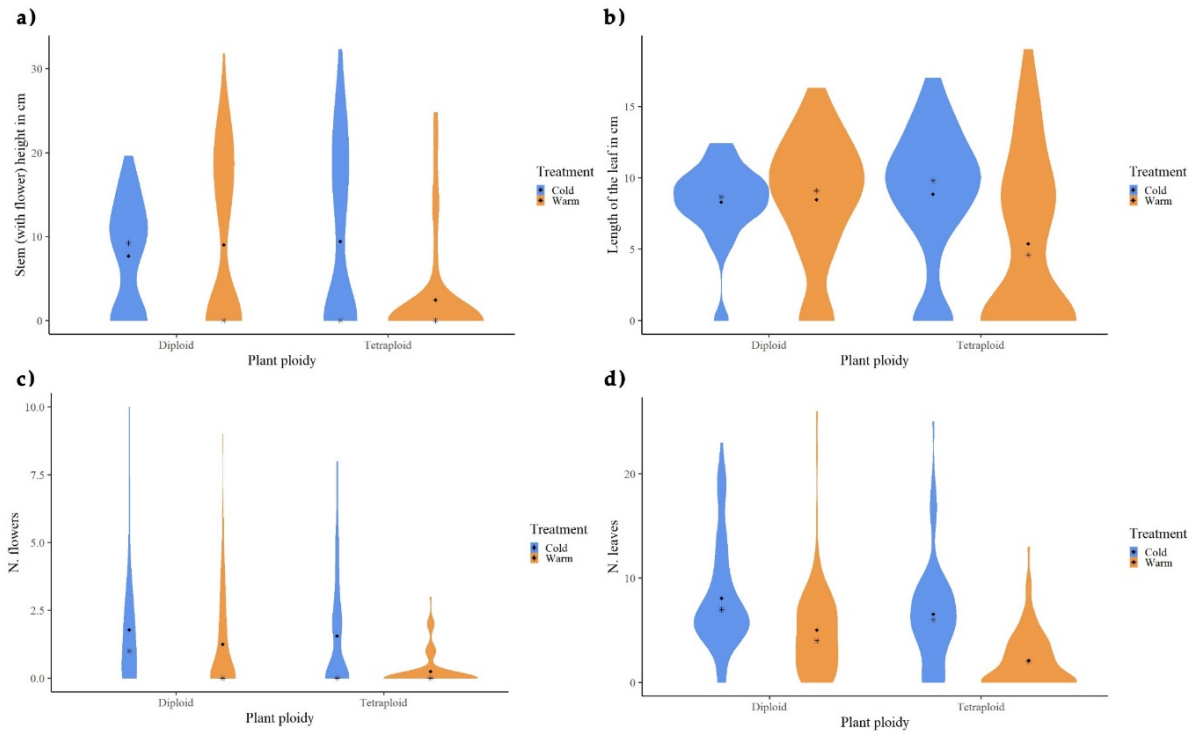 a)
Stem (with flower) height in cm
30
20
10
0
Diploid
Tetraploid
Plant ploidy
Treatment
Cold
Warm
b)
Length of the leaf in cm
15
10
5
0
Diploid
Tetraploid
Plant ploidy
Treatment
Cold
Warm
c)
N. flowers
10.0
7.5
5.0
2.5
0.0
Diploid
Tetraploid
Plant ploidy
Treatment
Cold
Warm
d)
N. leaves
20
10
0
Diploid
Tetraploid
Plant ploidy
Treatment
Cold
Warm